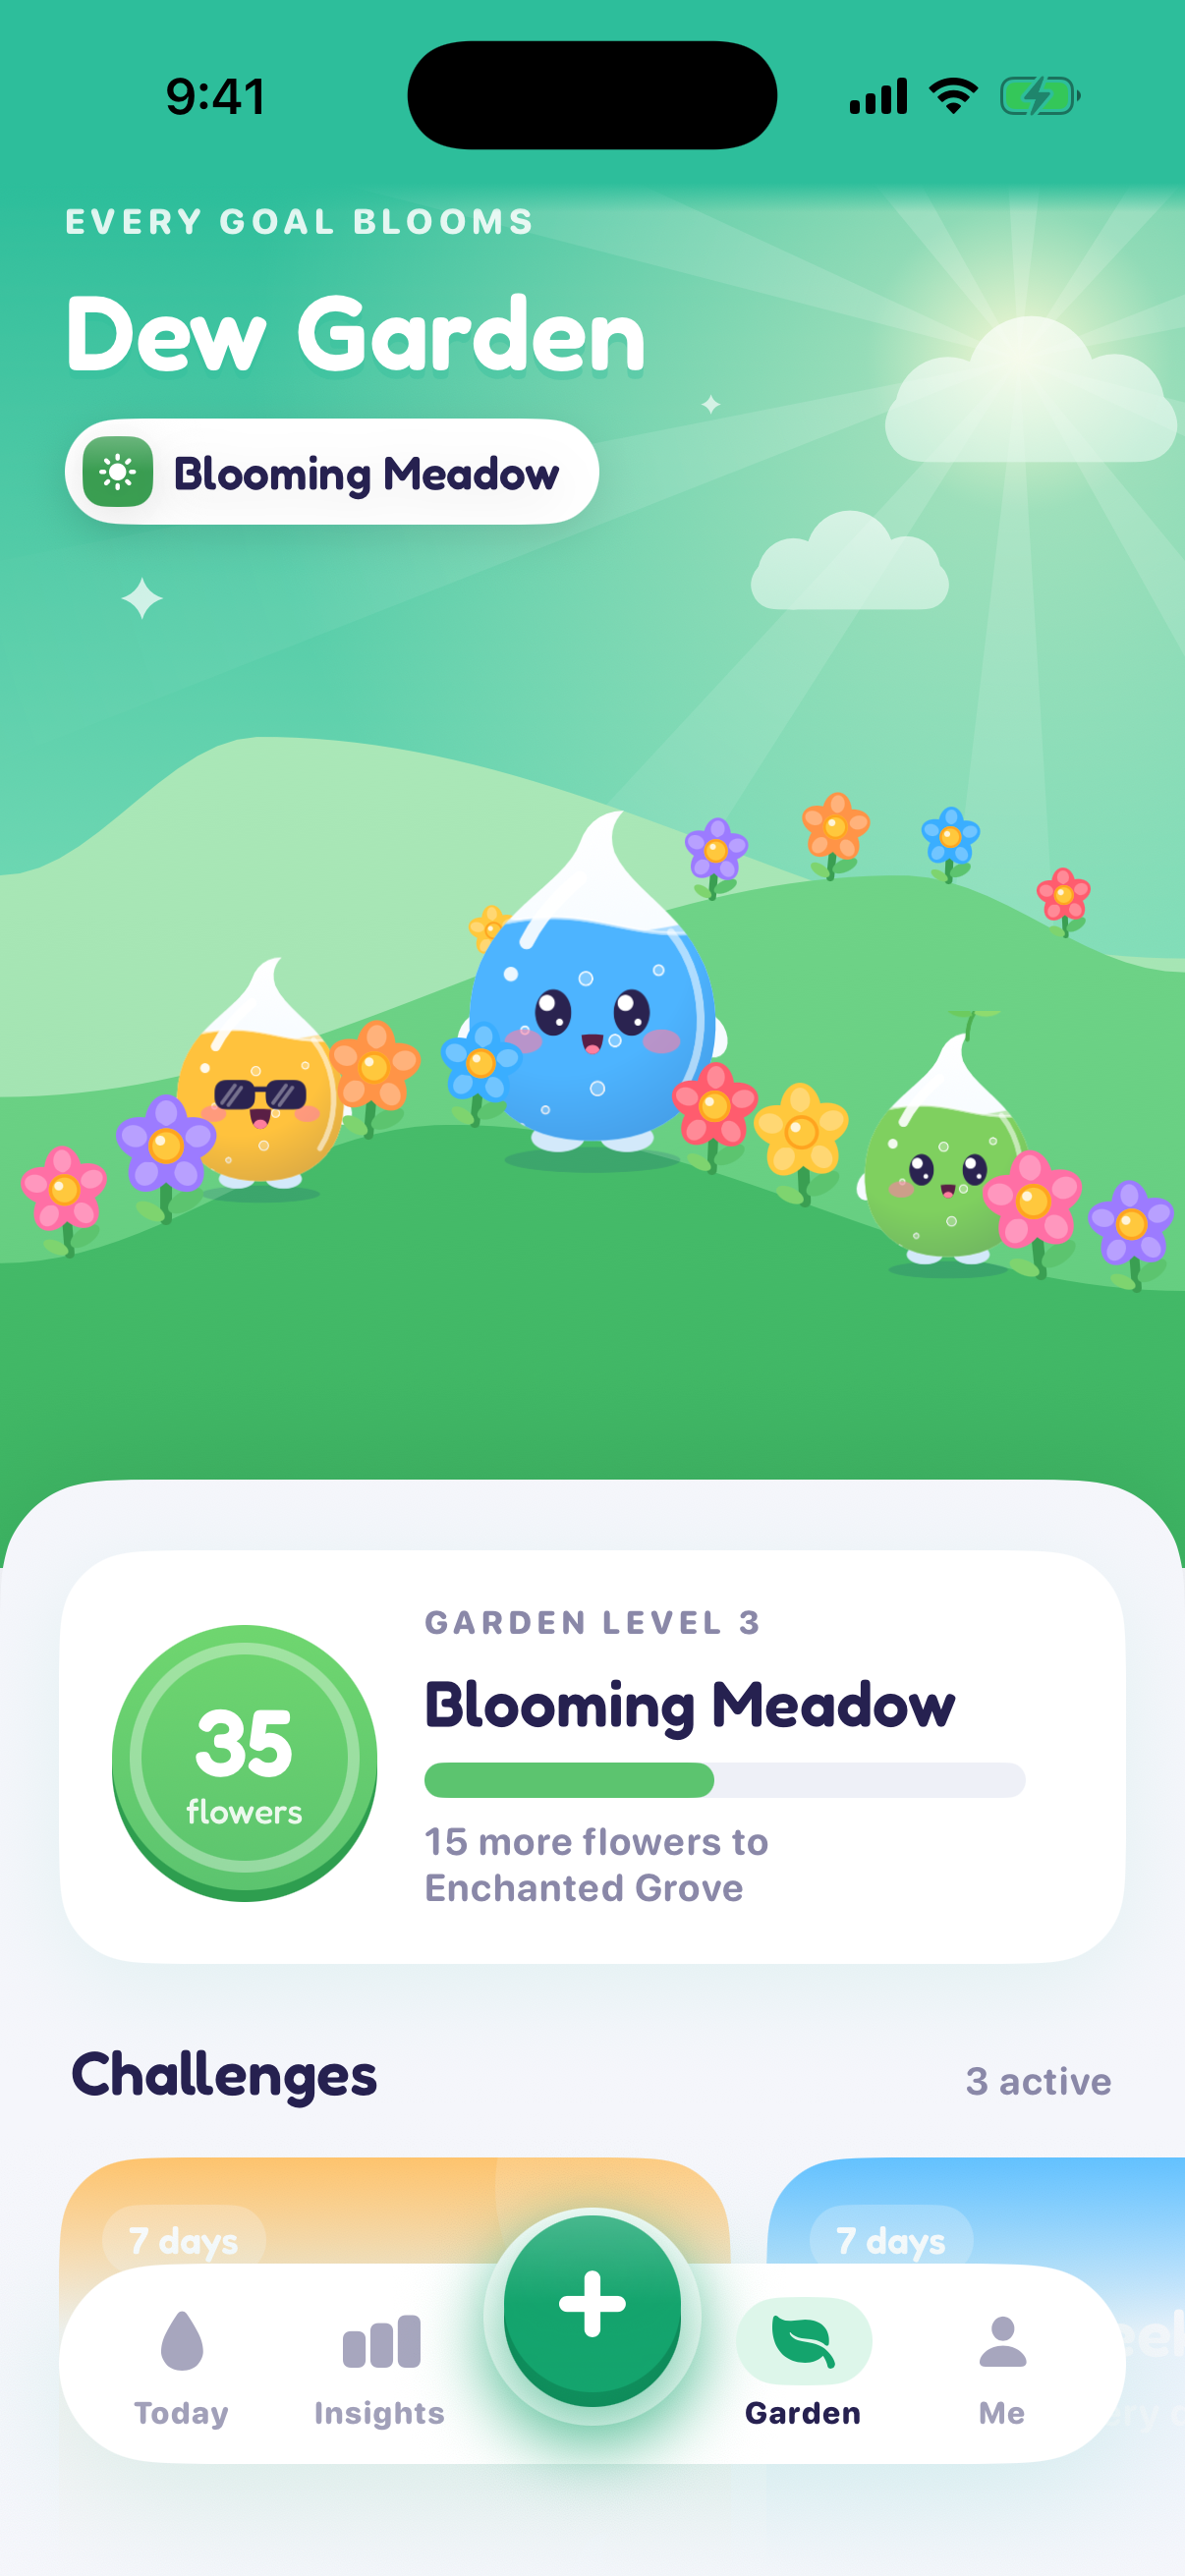 9:41
EVERY GOAL BLOOMS
Dew Garden
Blooming Meadow
35
flowers
GARDEN LEVEL 3
Blooming Meadow
15 more flowers to
Enchanted Grove
Challenges
3 active
7 days
7 days
Today
Insights
Garden
Me